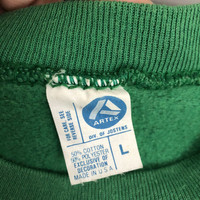 FOR CARE, SEE
REVERSE SIDE
ARTEX
DIV OF JOSTENS
50% COTTON
50% POLYESTER
EXCLUSIVE OF
DECORATION
MADE IN U.S.A.
L